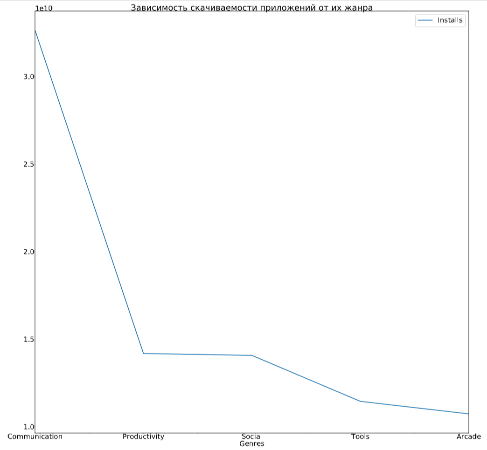 Зависимость скачиваемости приложений от их жанра
1e10
Installs
3.0
2.5
2.0
1.5
1.0
Communication Productivity Socia Tools Arcade
Genres